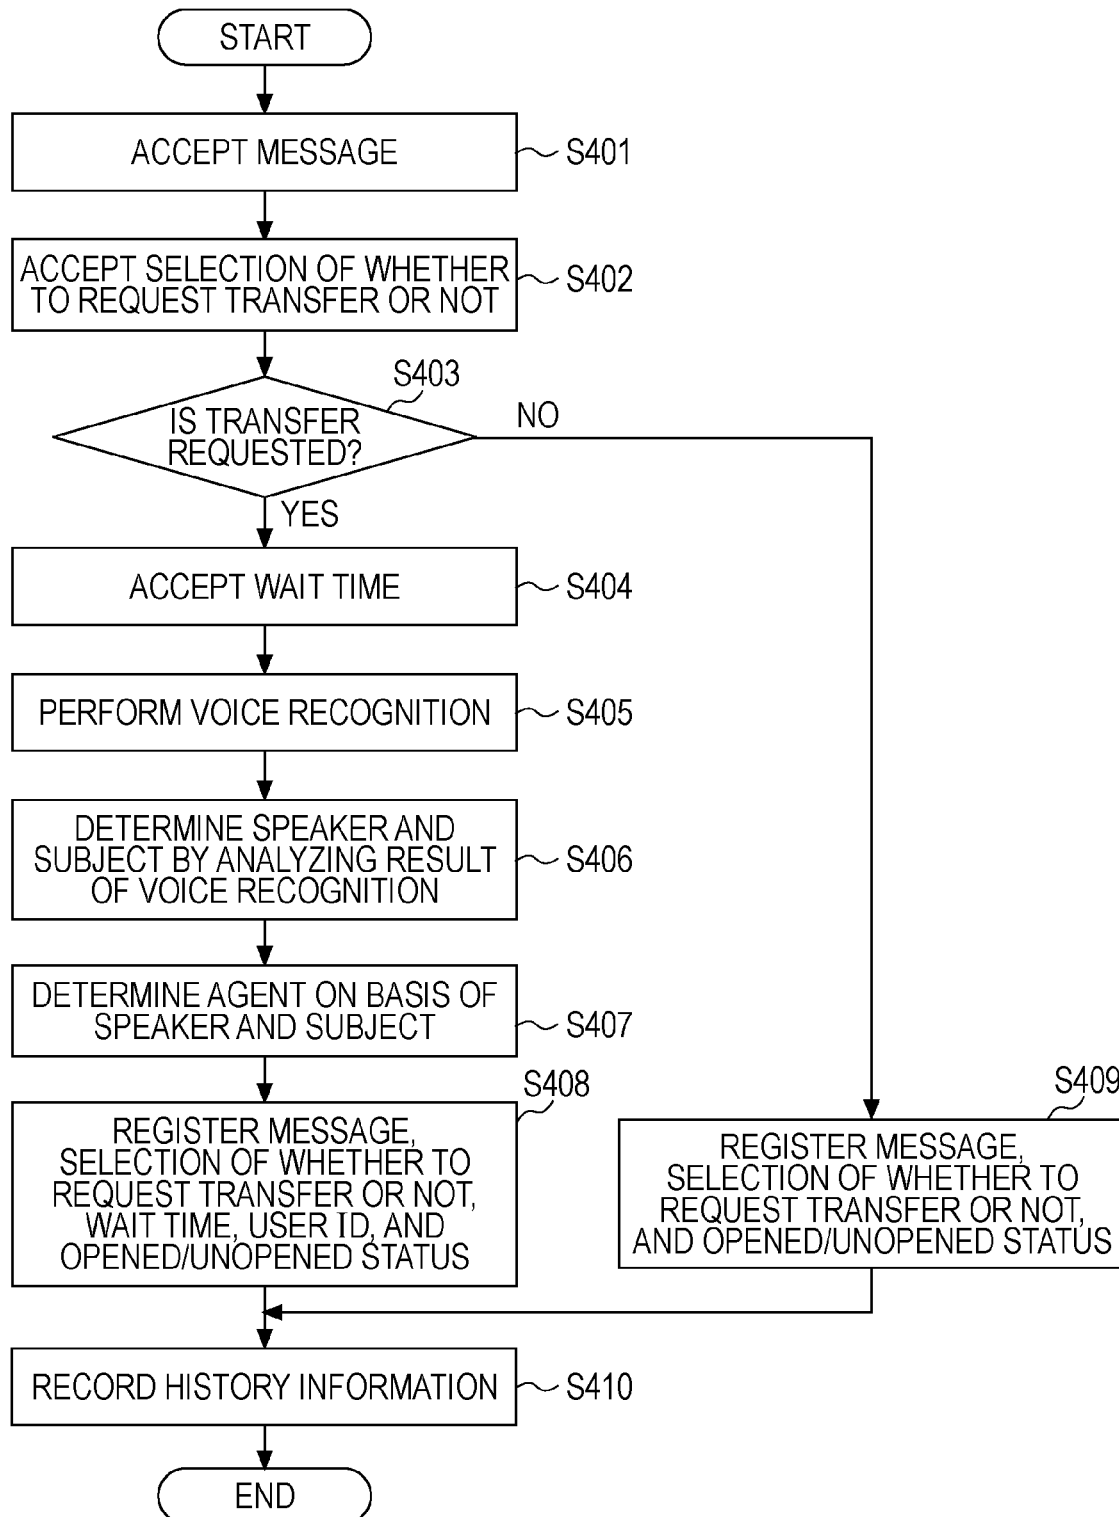 START
ACCEPT MESSAGE
S401
ACCEPT SELECTION OF WHETHER
TO REQUEST TRANSFER OR NOT
S402
S403
IS TRANSFER
REQUESTED?
NO
YES
ACCEPT WAIT TIME
S404
PERFORM VOICE RECOGNITION
S405
DETERMINE SPEAKER AND
SUBJECT BY ANALYZING RESULT
OF VOICE RECOGNITION
S406
DETERMINE AGENT ON BASIS OF
SPEAKER AND SUBJECT
S407
S408
REGISTER MESSAGE,
SELECTION OF WHETHER TO
REQUEST TRANSFER OR NOT,
WAIT TIME, USER ID, AND
OPENED/UNOPENED STATUS
S409
REGISTER MESSAGE,
SELECTION OF WHETHER TO
REQUEST TRANSFER OR NOT,
AND OPENED/UNOPENED STATUS
RECORD HISTORY INFORMATION
S410
END